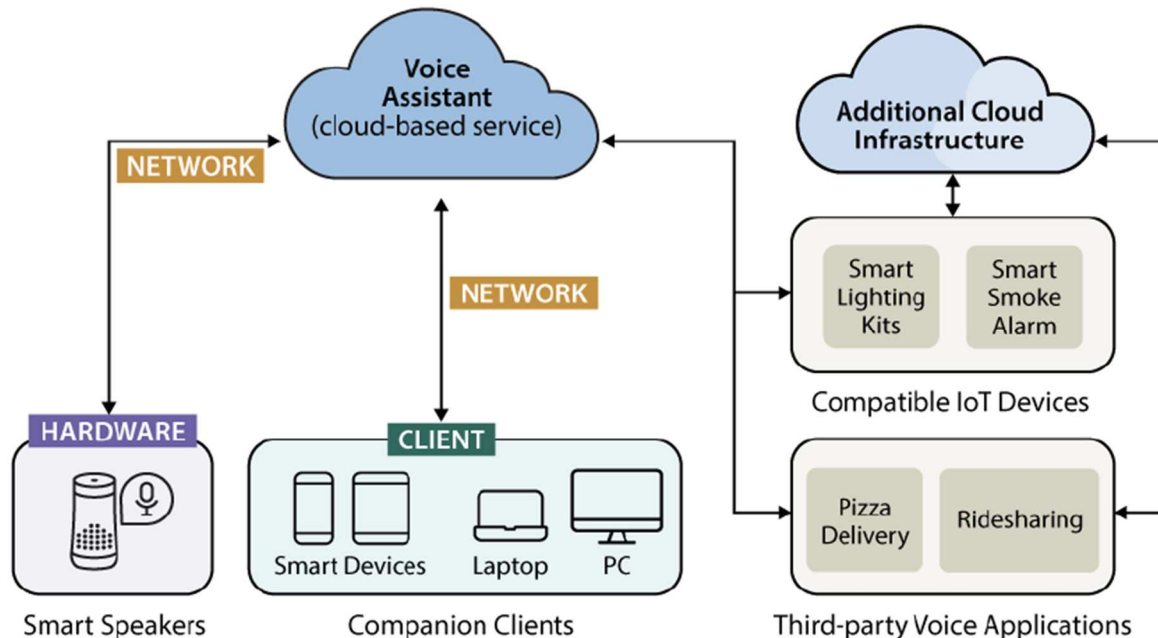 Voice
Assistant
(cloud-based service)
Additional Cloud
Infrastructure
NETWORK
NETWORK
Smart
Lighting
Kits
Smart
Smoke
Alarm
Compatible IoT Devices
HARDWARE
CLIENT
Smart Devices
Laptop
PC
Pizza
Delivery
Ridesharing
Smart Speakers
Companion Clients
Third-party Voice Applications